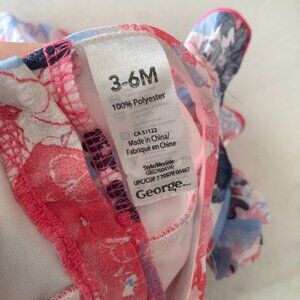 3-6M
100% Polyester
CA 51122
Made in China/
Fabriqué en Chine
Style/Modèle
UPC/CUP
George